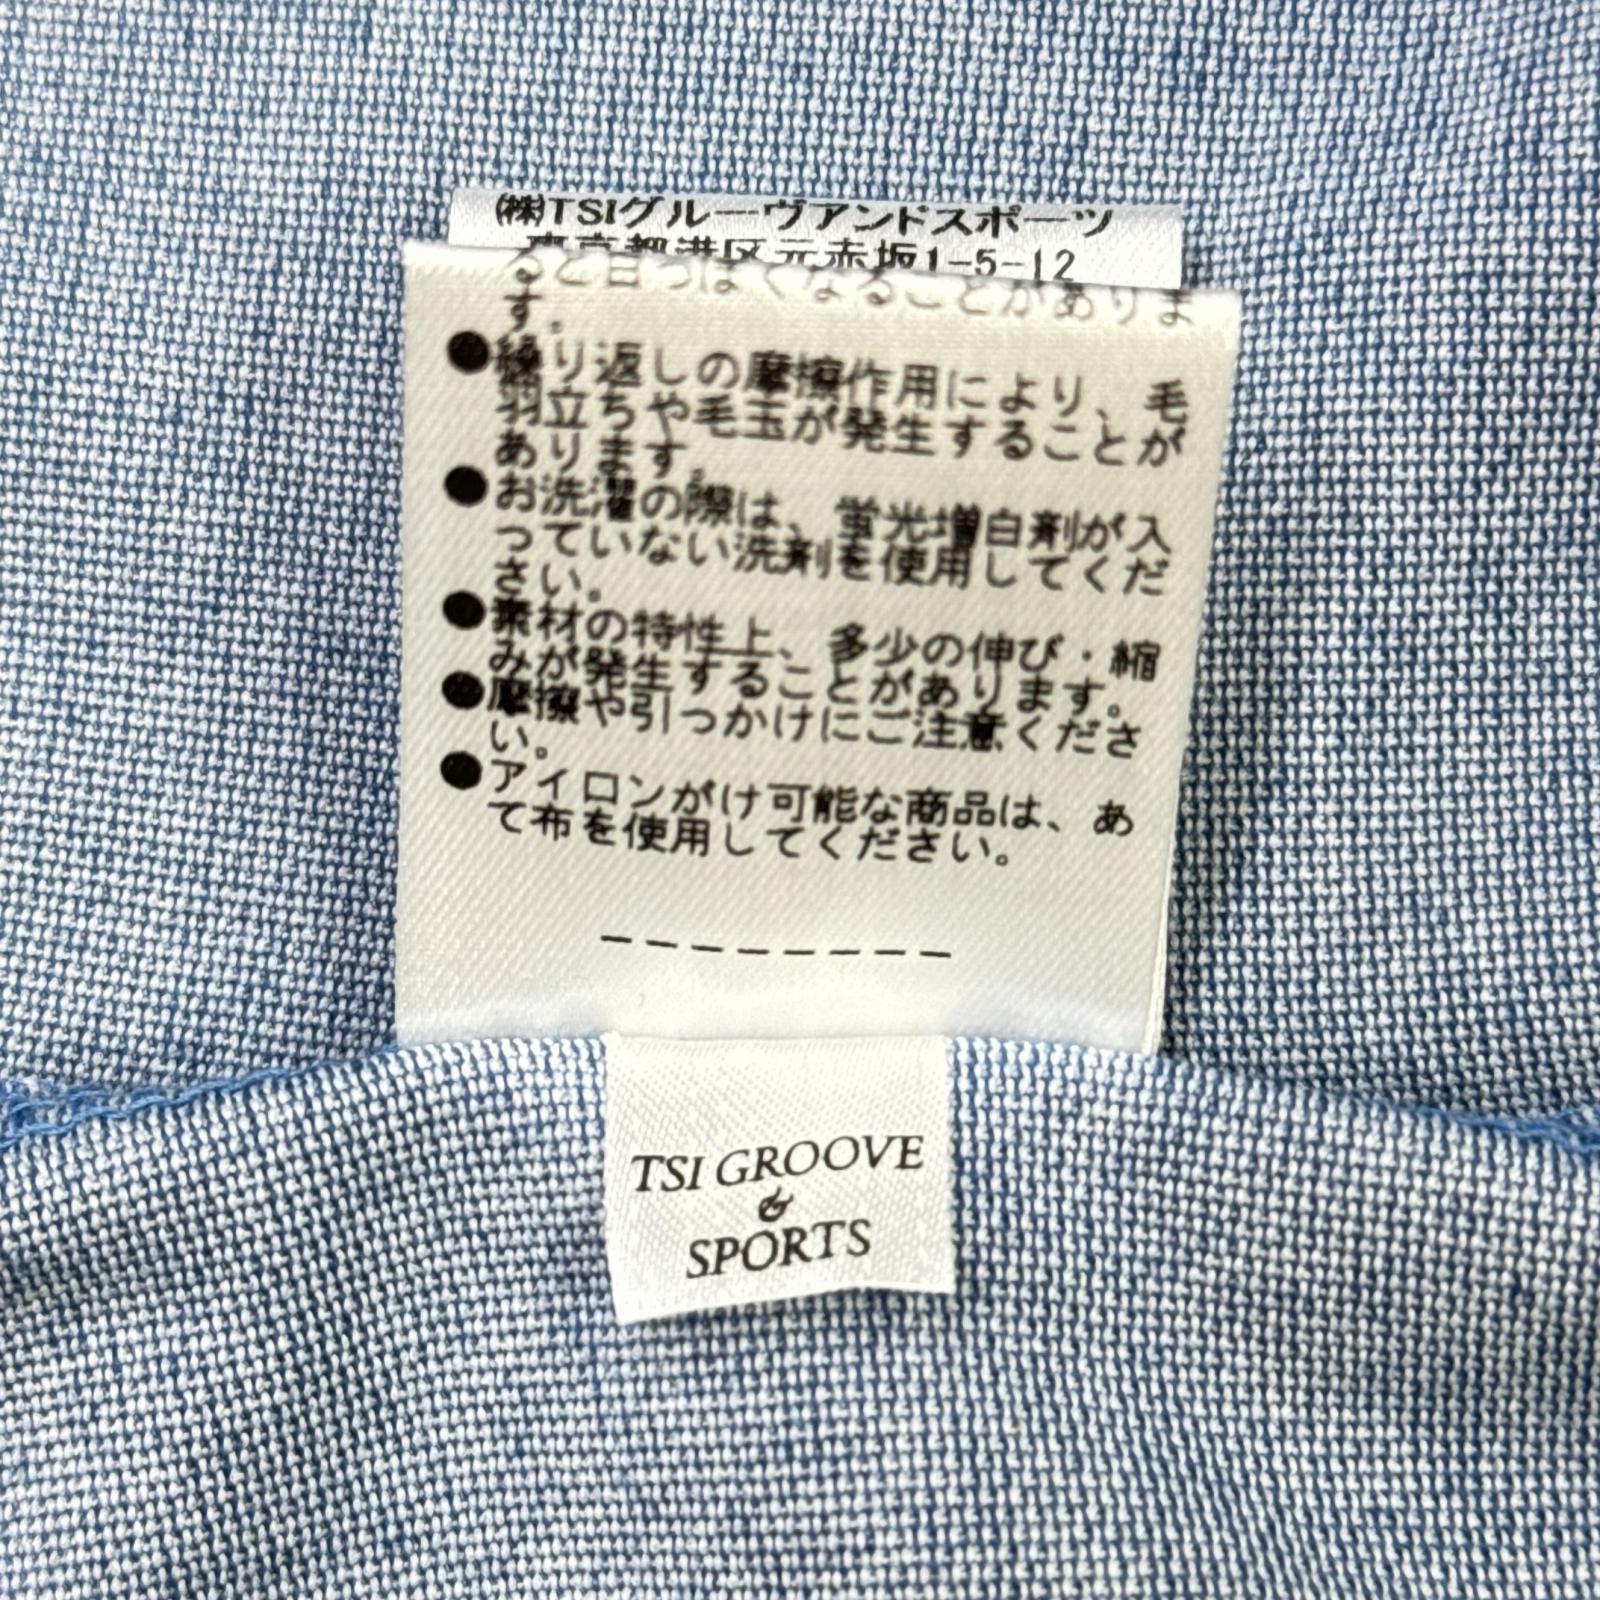 ㈱TSIグルーヴアンドスポーツ
東京都港区元赤坂1-5-12
ると白っぽくなることがありま
す。
●繰り返しの摩擦作用により、毛
羽立ちや毛玉が発生することが
あります。
●お洗濯の際は、蛍光増白剤が入
っていない洗剤を使用してくだ
さい。
●素材の特性上、多少の伸び・縮
みが発生することがあります。
●摩擦や引っかけにご注意くださ
い。
●アイロンがけ可能な商品は、あ
て布を使用してください。
--------
TSI GROOVE
&
SPORTS